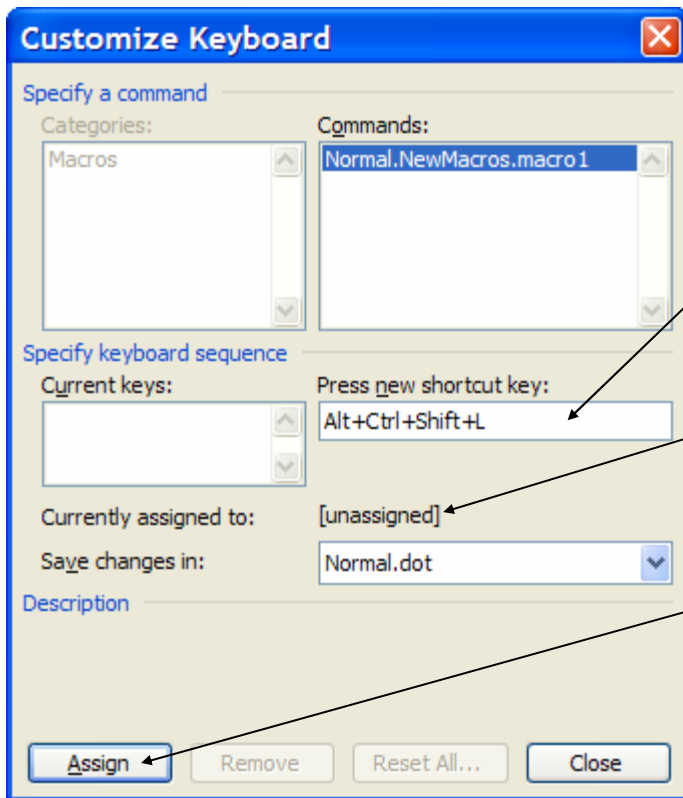 Customize Keyboard
Specify a command
Categories: Commands:
Macros Normal.NewMacros.macro1
Specify keyboard sequence
Current keys: Press new shortcut key:
Alt+Ctrl+Shift+L
Currently assigned to: [unassigned]
Save changes in: Normal.dot
Description
Assign Remove Reset All... Close